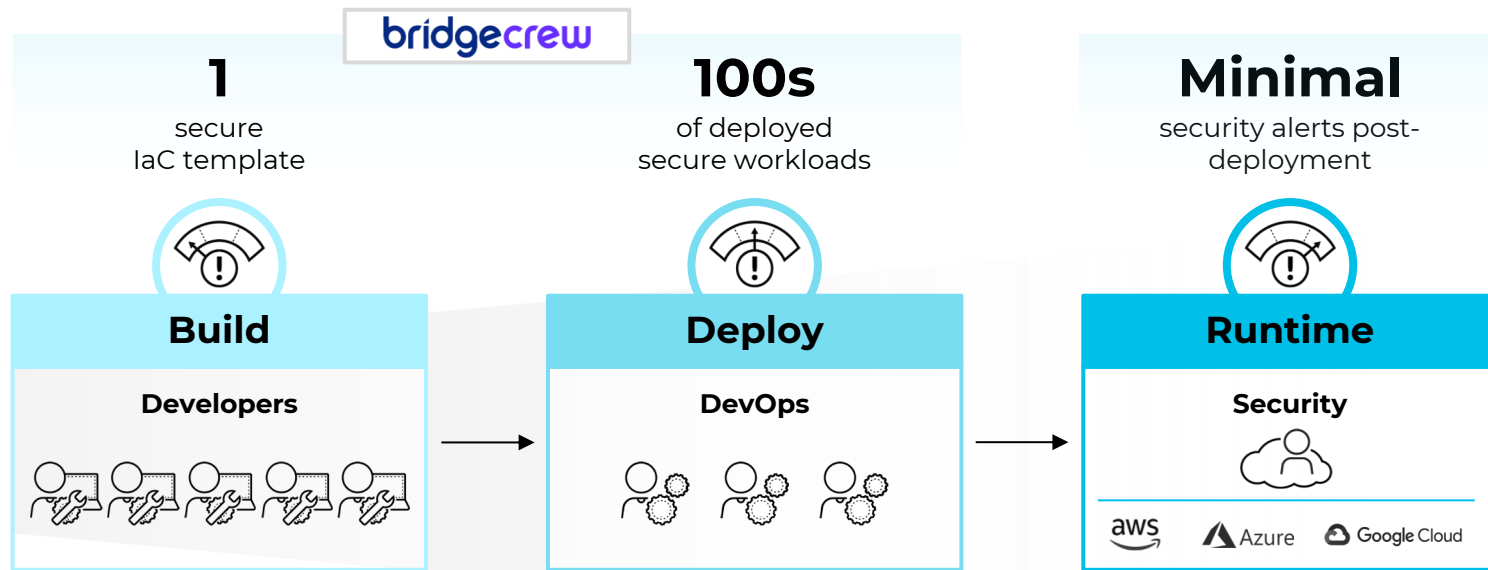 bridgecrew
1
secure
IaC template
100s
of deployed
secure workloads
Minimal
security alerts post-
deployment
!
!
!
Build
Deploy
Runtime
Developers
DevOps
Security
aws
Azure
Google Cloud